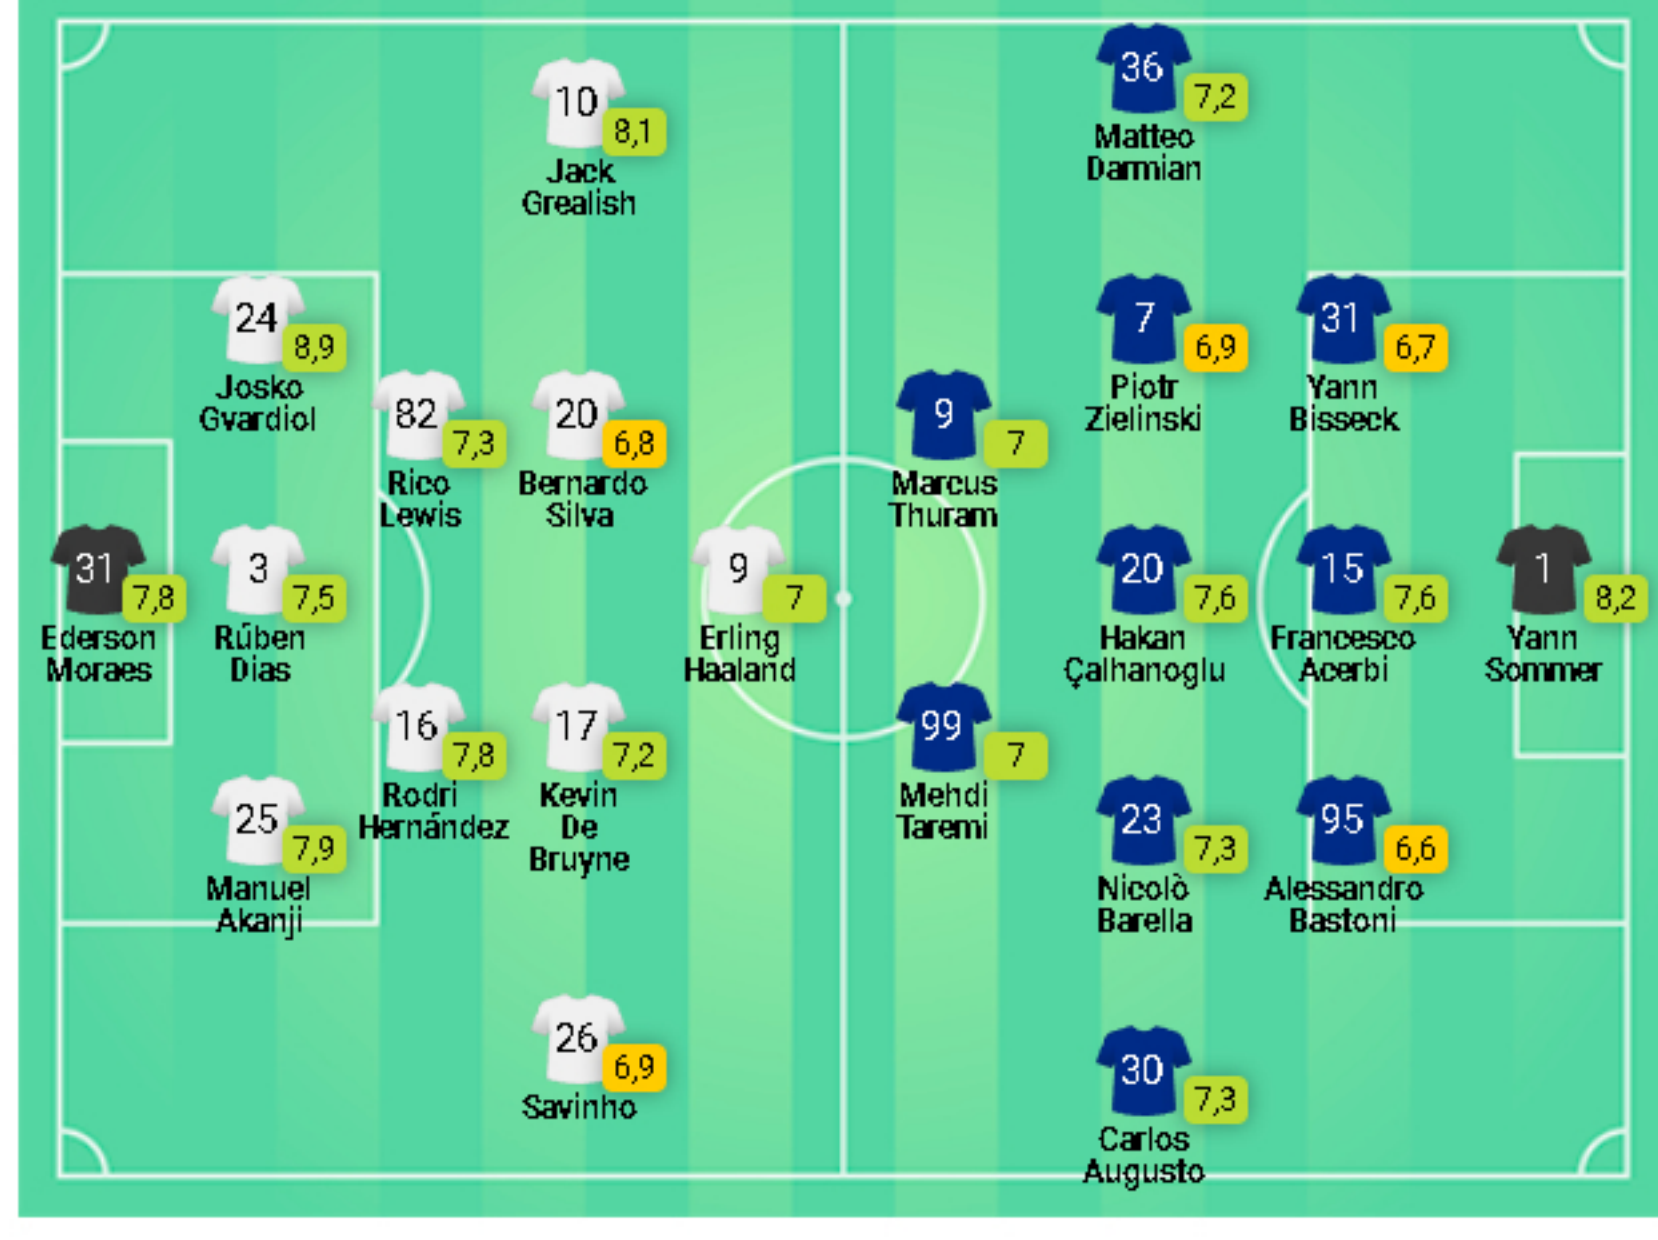 10
8,1
Jack
Grealish
24
8,9
Josko
Gvardiol
82
7,3
Rico
Lewis
20
6,8
Bernardo
Silva
31
7,8
Ederson
Moraes
3
7,5
Rúben
Dias
9
7
Erling
Haaland
16
7,8
Rodri
Hernández
17
7,2
Kevin
De
Bruyne
25
7,9
Manuel
Akanji
26
6,9
Savinho
36
7,2
Matteo
Darmian
7
6,9
Piotr
Zielinski
31
6,7
Yann
Bisseck
9
7
Marcus
Thuram
20
7,6
Hakan
Çalhanoglu
15
7,6
Francesco
Acerbi
1
8,2
Yann
Sommer
99
7
Mehdi
Taremi
23
7,3
Nicolò
Barella
95
6,6
Alessandro
Bastoni
30
7,3
Carlos
Augusto